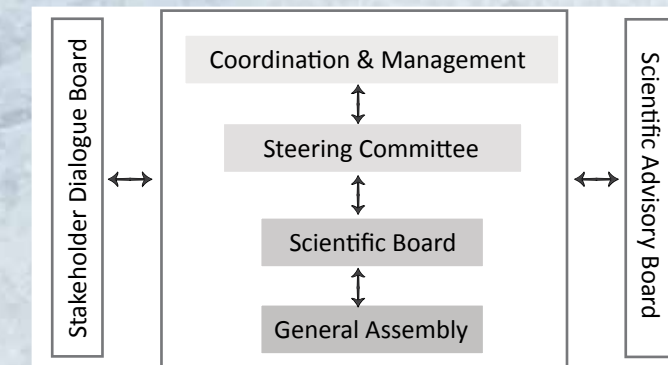 Stakeholder Dialogue Board
Coordination & Management
Steering Committee
Scientific Board
General Assembly
Scientific Advisory Board